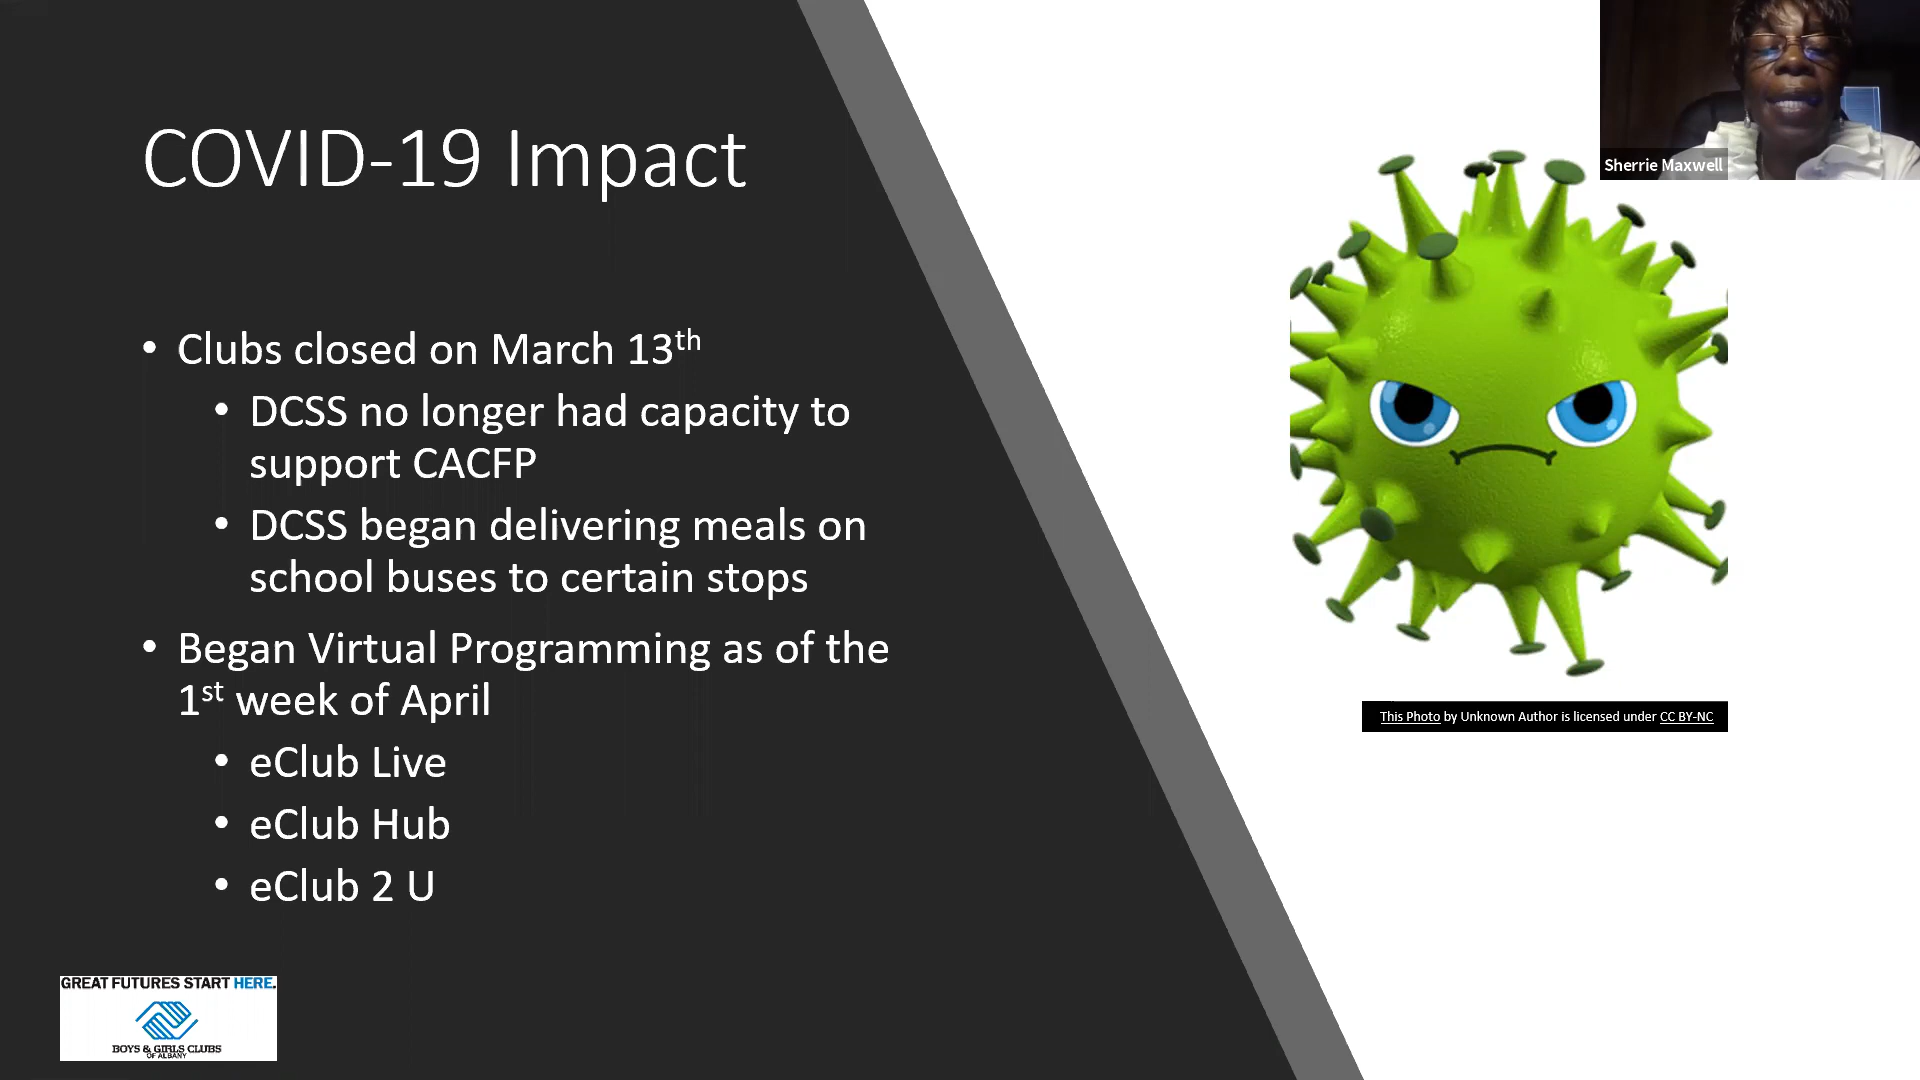 COVID-19 Impact
Sherrie Maxwell
• Clubs closed on March 13th
• DCSS no longer had capacity to
support CACFP
• DCSS began delivering meals on
school buses to certain stops
• Began Virtual Programming as of the
1st week of April
• eClub Live
• eClub Hub
• eClub 2 U
This Photo by Unknown Author is licensed under CC BY-NC
GREAT FUTURES START HERE.
BOYS & GIRLS CLUBS
OF ALBANY